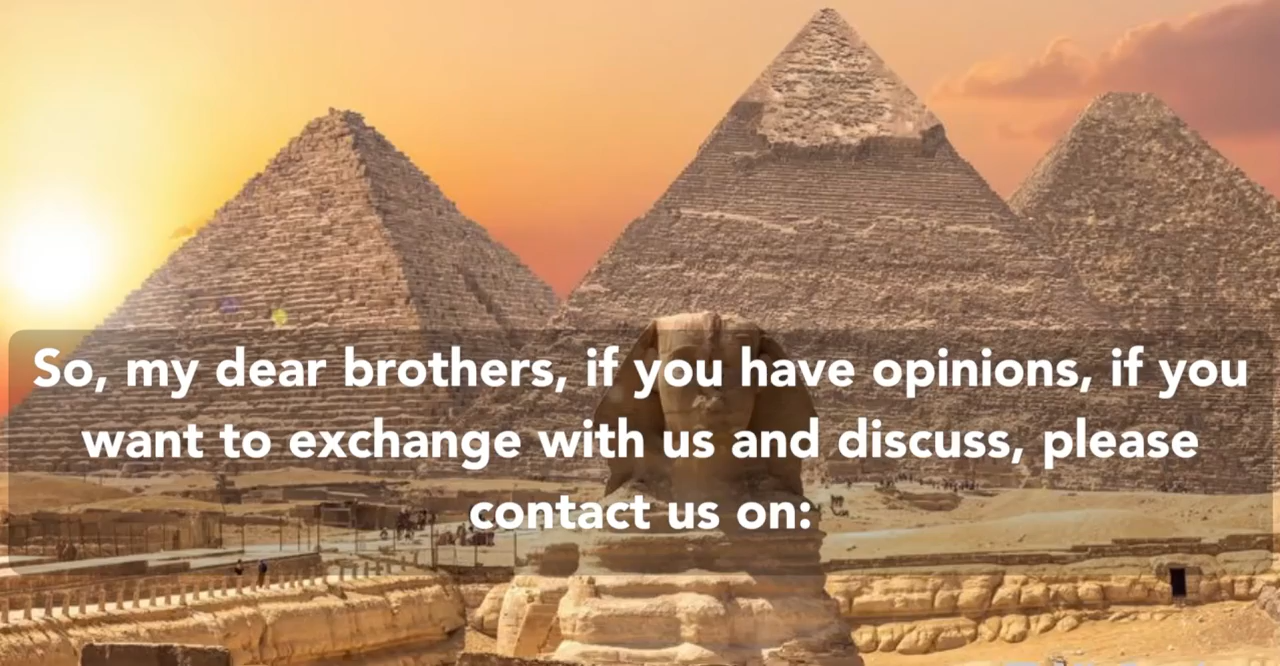 So, my dear brothers, if you have opinions, if you
want to exchange with us and discuss, please
contact us on: